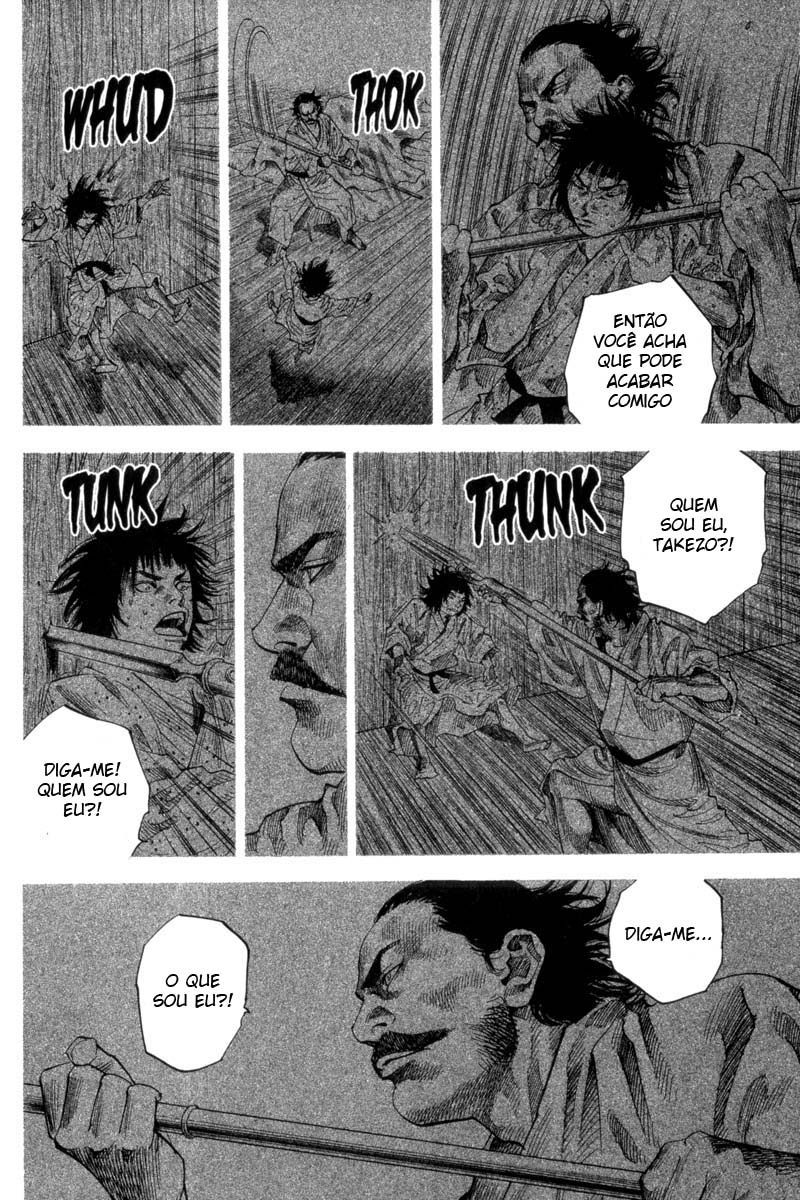 ENTÃO
VOCÊ ACHA
QUE PODE
ACABAR
COMIGO
THOK
WHUD
QUEM
SOU EU,
TAKEZO?!
THUNK
TUNK
DIGA-ME!
QUEM SOU
EU?!
DIGA-ME...
O QUE
SOU EU?!